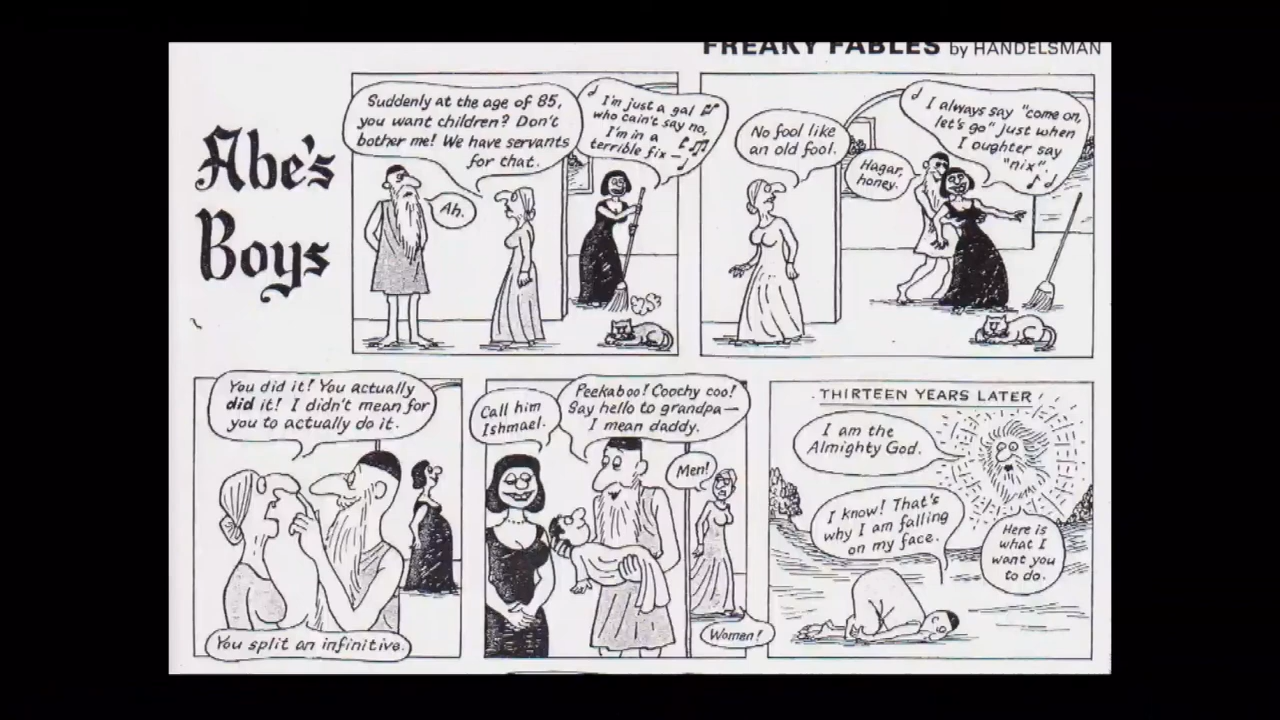 FREAKY FABLES by HANDELSMAN
Abe's
Boys
Suddenly at the age of 85,
you want children? Don't
bother me! We have servants
for that.
Ah.
I'm just a gal
who cain't say no,
I'm in a
terrible fix —
No fool like
an old fool.
Hagar,
honey.
I always say "come on,
let's go" just when
I oughter say
"nix".
You did it! You actually
did it! I didn't mean for
you to actually do it.
You split an infinitive.
Call him
Ishmael.
Peekaboo! Coochy coo!
Say hello to grandpa—
I mean daddy.
Men!
Women!
THIRTEEN YEARS LATER
I am the
Almighty God.
I know! That's
why I am falling
on my face.
Here is
what I
want you
to do.